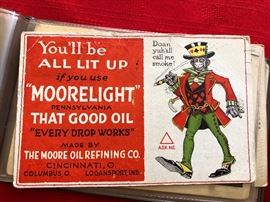 You'll be
ALL LIT UP
if you use
"MOORELIGHT"
PENNSYLVANIA
THAT GOOD OIL
"EVERY DROP WORKS"
MADE BY
THE MOORE OIL REFINING CO.
CINCINNATI, O.
COLUMBUS O. LOGANSPORT, IND.
Doan
yuh'all
call me
smoke!
ASK ME